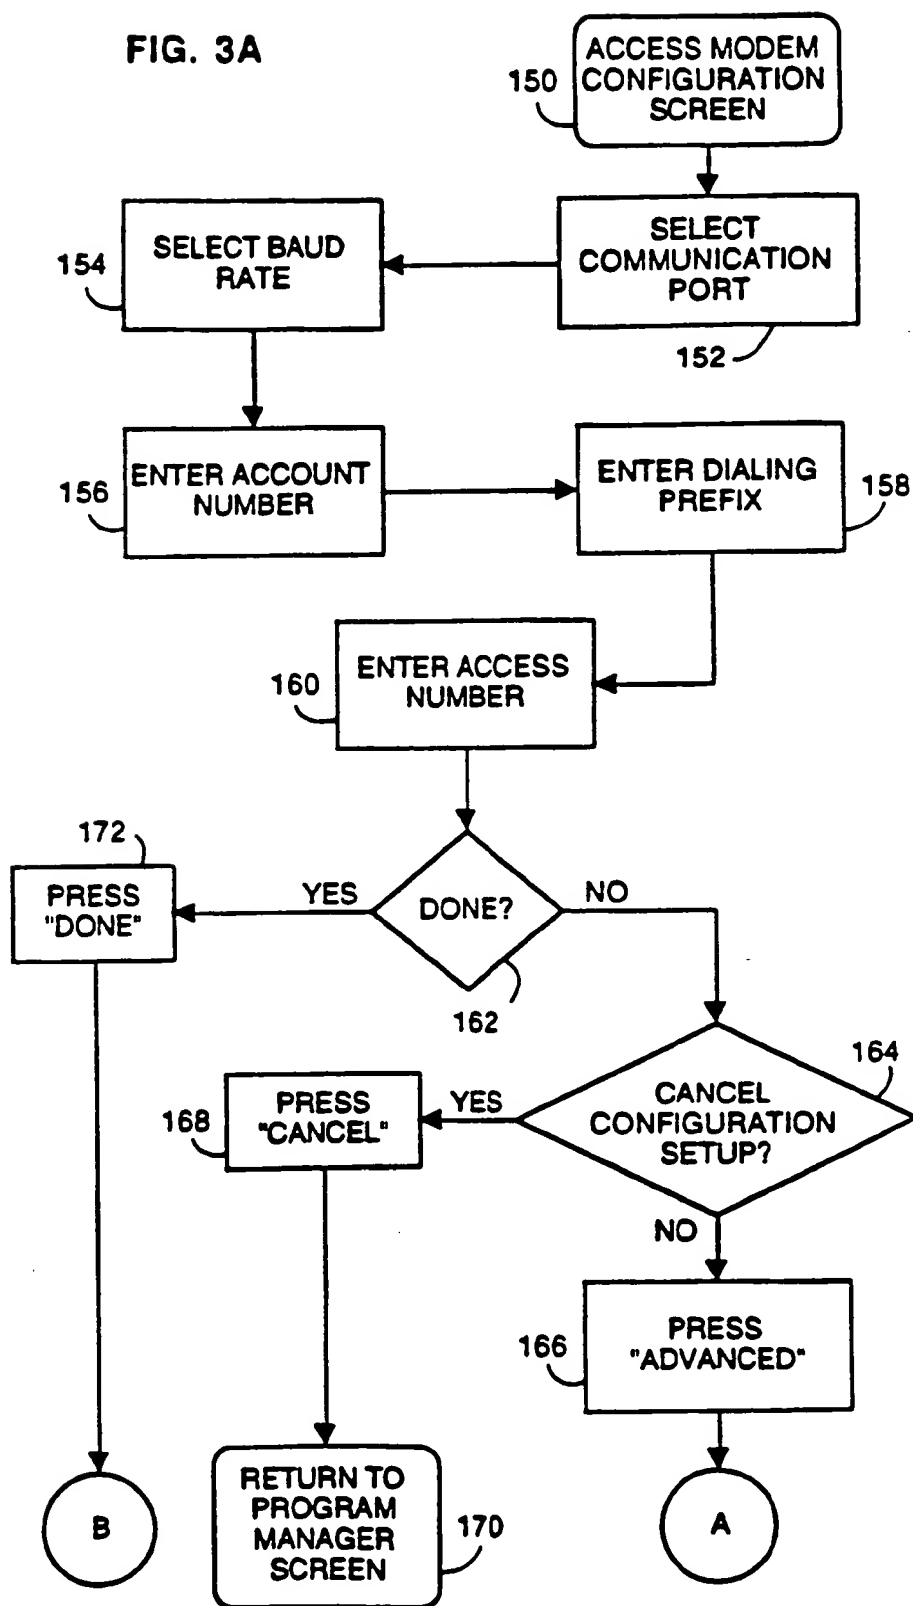 FIG. 3A
ACCESS MODEM
CONFIGURATION
SCREEN
150
SELECT
COMMUNICATION
PORT
152
SELECT BAUD
RATE
154
ENTER ACCOUNT
NUMBER
156
ENTER DIALING
PREFIX
158
ENTER ACCESS
NUMBER
160
DONE?
162
YES
NO
172
PRESS
"DONE"
164
CANCEL
CONFIGURATION
SETUP?
YES
NO
168
PRESS
"CANCEL"
166
PRESS
"ADVANCED"
B
RETURN TO
PROGRAM
MANAGER
SCREEN
170
A